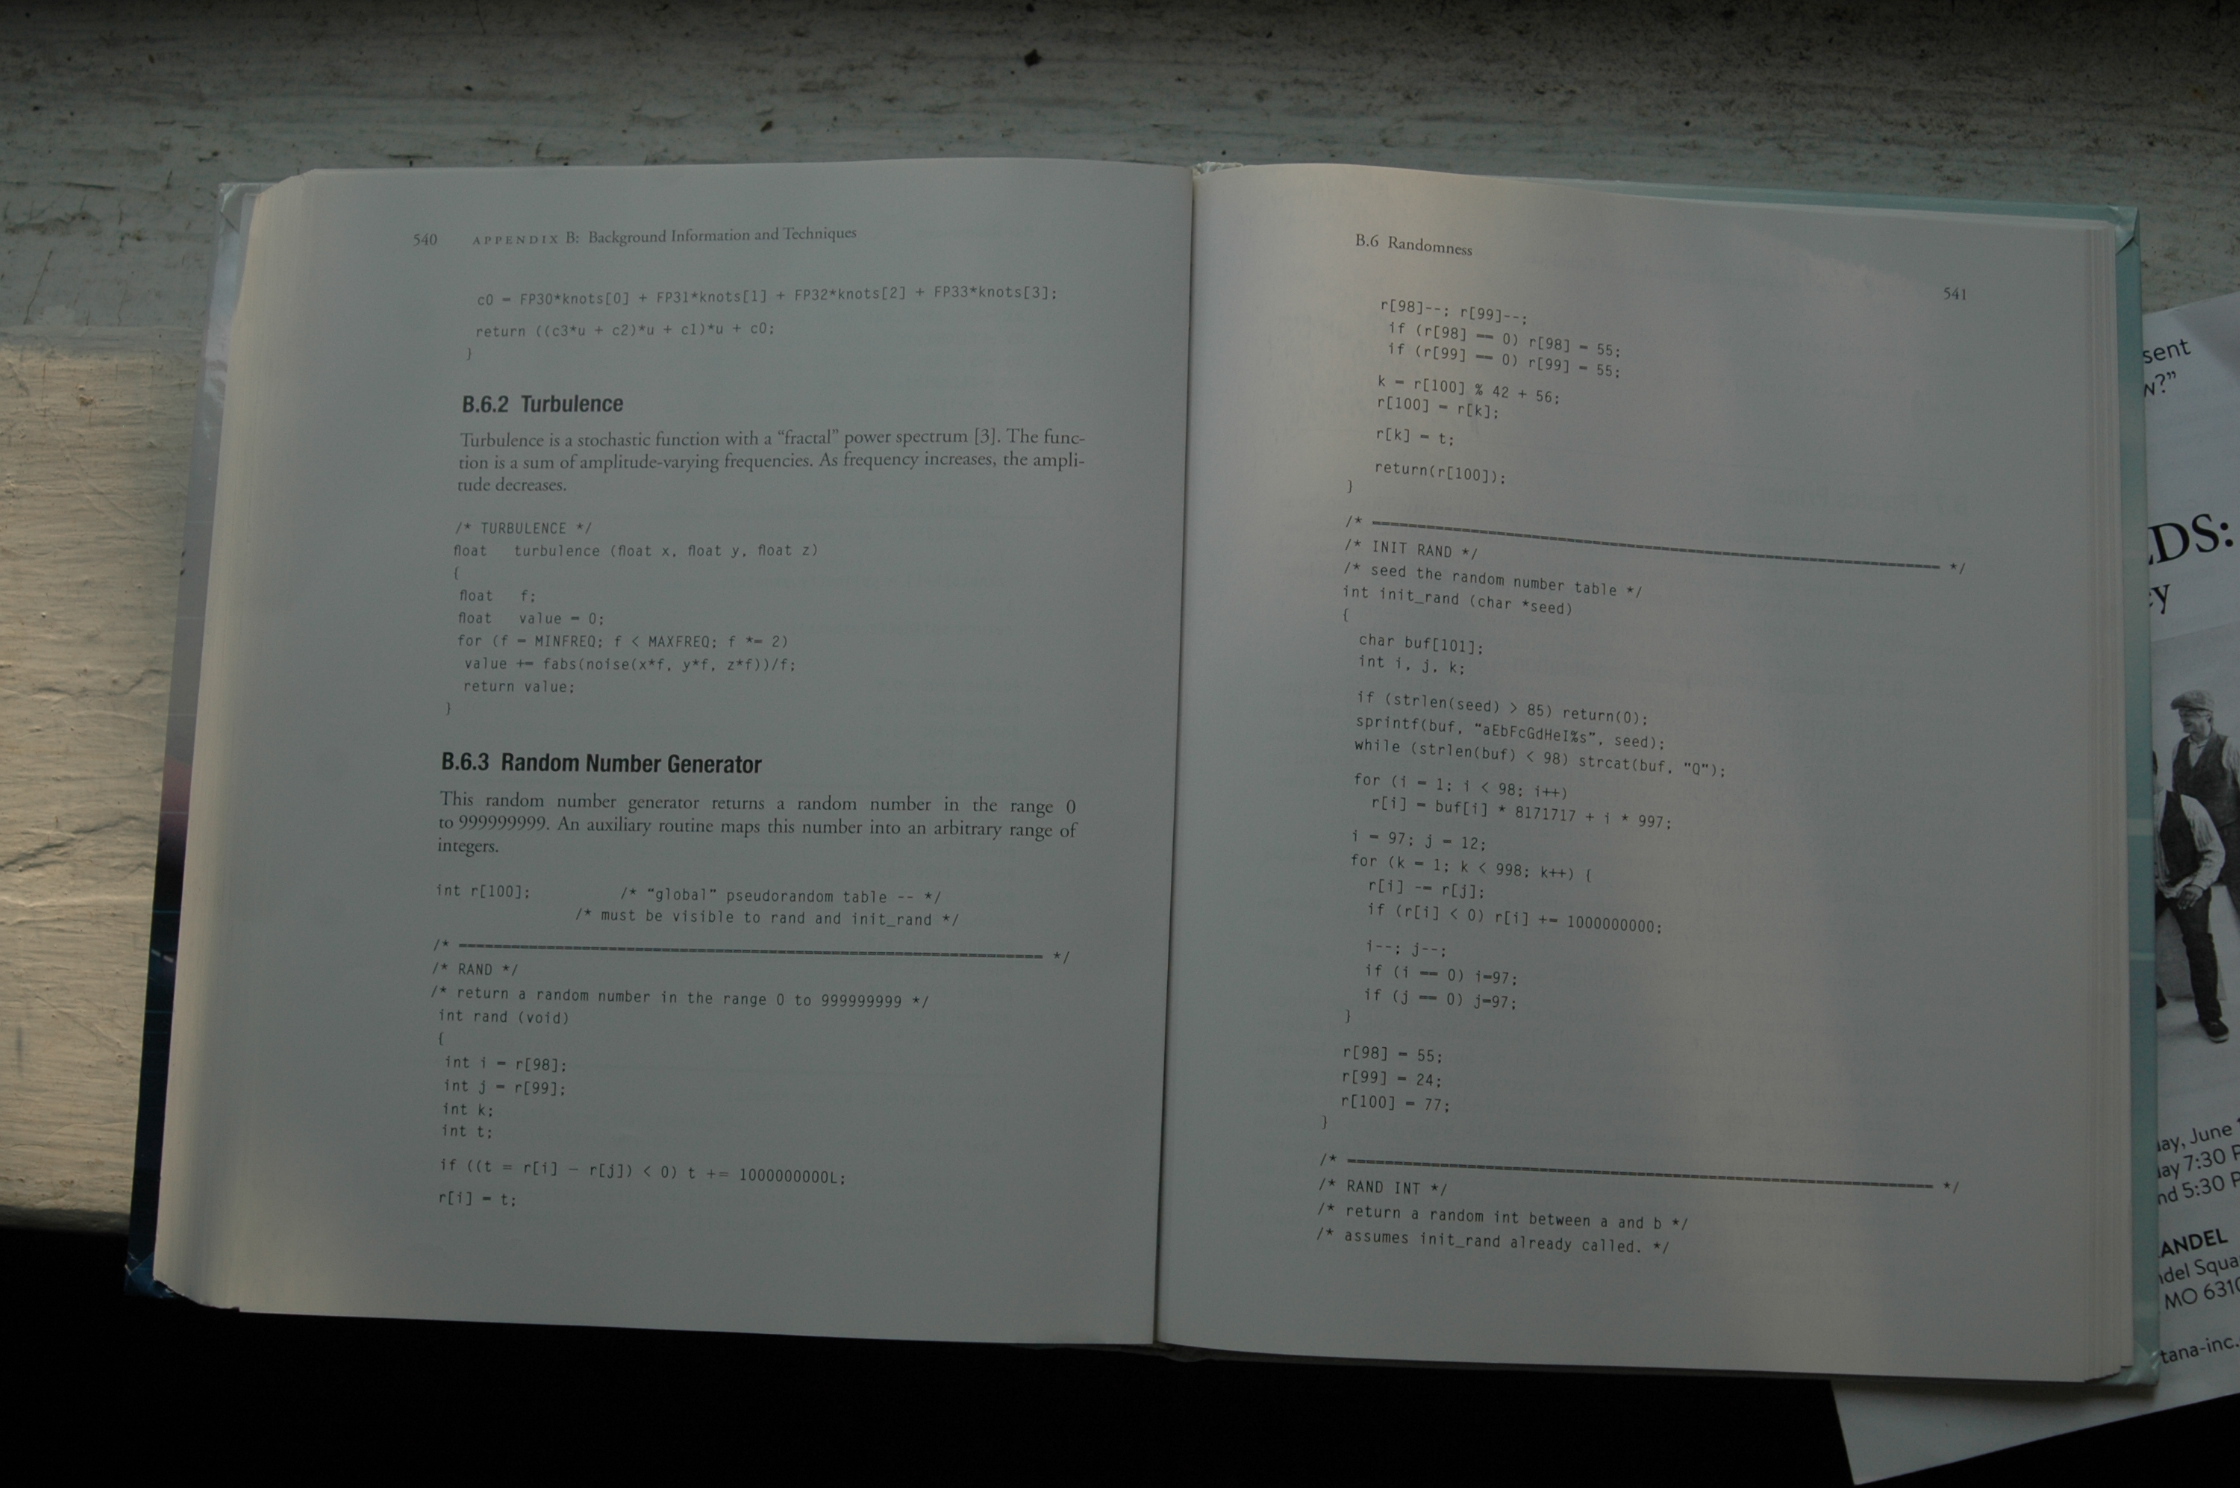 540 APPENDIX B: Background Information and Techniques
c0 = FP30*knots[0] + FP31*knots[1] + FP32*knots[2] + FP33*knots[3];
return ((c3*u + c2)*u + c1)*u + c0;
}
B.6.2 Turbulence
Turbulence is a stochastic function with a “fractal” power spectrum [3]. The func-
tion is a sum of amplitude-varying frequencies. As frequency increases, the ampli-
tude decreases.
/* TURBULENCE */
float turbulence (float x, float y, float z)
{
float f;
float value = 0;
for (f = MINFREQ; f < MAXFREQ; f *= 2)
value += fabs(noise(x*f, y*f, z*f))/f;
return value;
}
B.6.3 Random Number Generator
This random number generator returns a random number in the range 0
to 999999999. An auxiliary routine maps this number into an arbitrary range of
integers.
int r[100]; /* “global” pseudorandom table -- */
/* must be visible to rand and init_rand */
/* ================================================== */
/* RAND */
/* return a random number in the range 0 to 999999999 */
int rand (void)
{
int i = r[98];
int j = r[99];
int k;
int t;
if ((t = r[i] − r[j]) < 0) t += 1000000000L;
r[i] = t;
B.6 Randomness
541
r[98]--; r[99]--;
if (r[98] == 0) r[98] = 55;
if (r[99] == 0) r[99] = 55;
k = r[100] % 42 + 56;
r[100] = r[k];
r[k] = t;
return(r[100]);
}
/* ================================================== */
/* INIT RAND */
/* seed the random number table */
int init_rand (char *seed)
{
char buf[101];
int i, j, k;
if (strlen(seed) > 85) return(0);
sprintf(buf, “aEbFcGdHeI%s”, seed);
while (strlen(buf) < 98) strcat(buf, “Q”);
for (i = 1; i < 98; i++)
r[i] = buf[i] * 8171717 + i * 997;
i = 97; j = 12;
for (k = 1; k < 998; k++) {
r[i] -= r[j];
if (r[i] < 0) r[i] += 1000000000;
i--; j--;
if (i == 0) i=97;
if (j == 0) j=97;
}
r[98] = 55;
r[99] = 24;
r[100] = 77;
}
/* ================================================== */
/* RAND INT */
/* return a random int between a and b */
/* assumes init_rand already called. */
sent
w?”
DS:
ey
ay, June
ay 7:30 P
nd 5:30 P
ANDEL
ndel Squa
MO 6310
tana-inc.